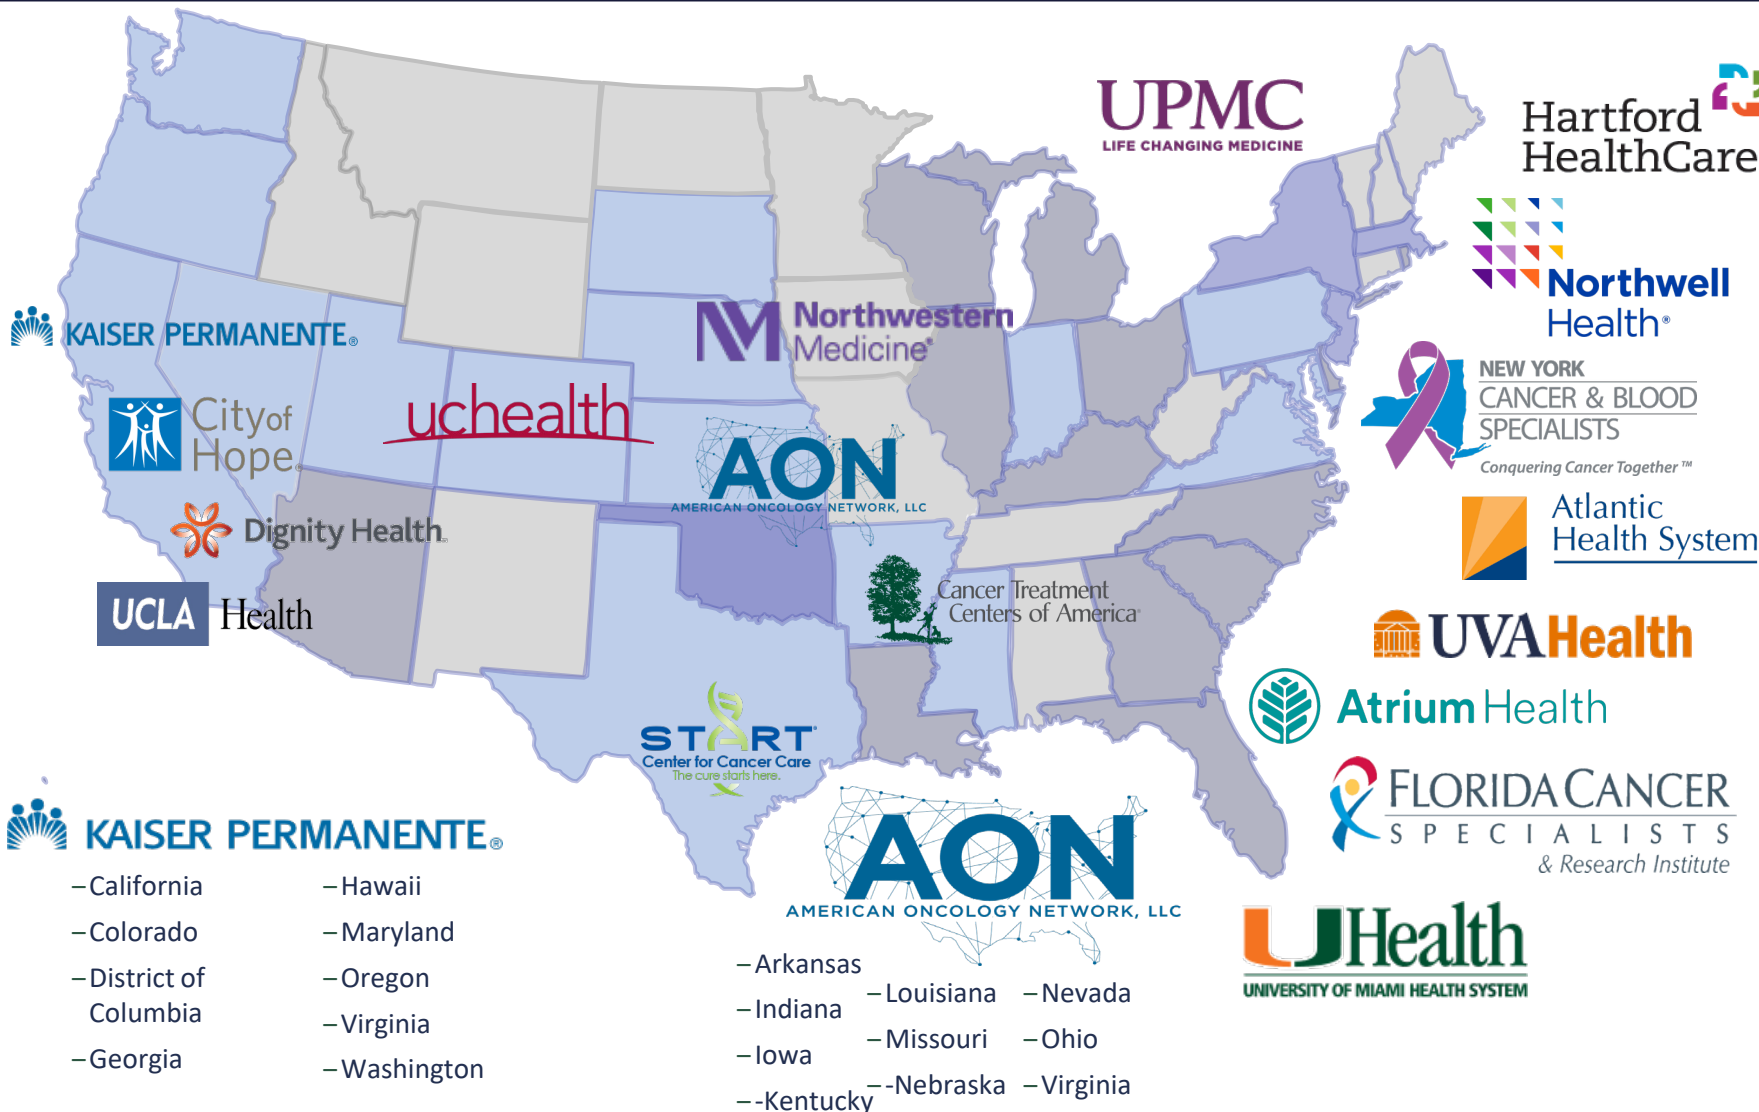 UPMC
LIFE CHANGING MEDICINE
Hartford
HealthCare
Northwell
Health®
KAISER PERMANENTE®
NM Northwestern
Medicine®
NEW YORK
CANCER & BLOOD
SPECIALISTS
Conquering Cancer Together™
City of
Hope
uchealth
AON
AMERICAN ONCOLOGY NETWORK, LLC
Dignity Health
Atlantic
Health System
UCLA Health
Cancer Treatment
Centers of America
UVA Health
Atrium Health
START
Center for Cancer Care
The cure starts here.
FLORIDA CANCER
SPECIALISTS
& Research Institute
KAISER PERMANENTE®
–California
–Colorado
–District of
Columbia
–Georgia
–Hawaii
–Maryland
–Oregon
–Virginia
–Washington
AON
AMERICAN ONCOLOGY NETWORK, LLC
–Arkansas
–Indiana
–Iowa
–-Kentucky
–Louisiana
–Missouri
–-Nebraska
–Nevada
–Ohio
–Virginia
UHealth
UNIVERSITY OF MIAMI HEALTH SYSTEM